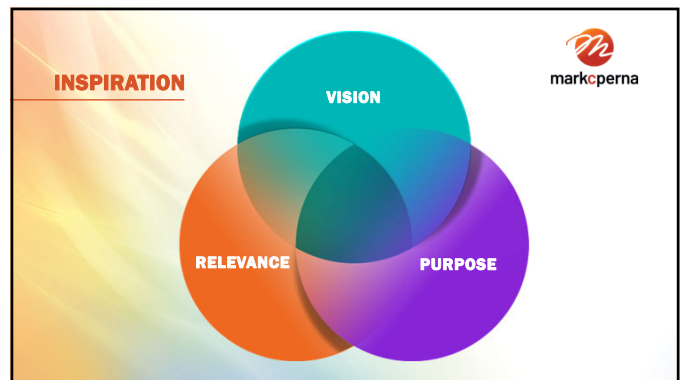 INSPIRATION
VISION
markcperna
RELEVANCE
PURPOSE